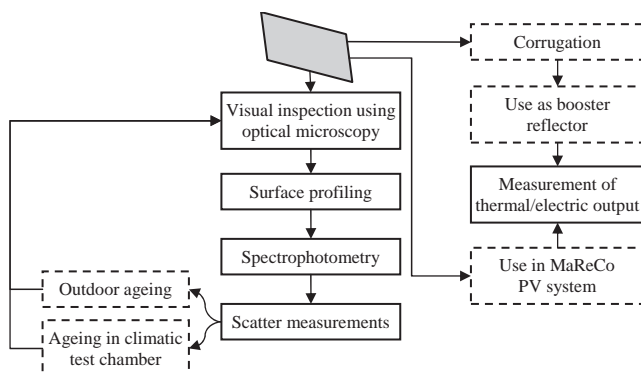 Corrugation
Visual inspection using
optical microscopy
Use as booster
reflector
Surface profiling
Measurement of
thermal/electric output
Spectrophotometry
Use in MaReCo
PV system
Outdoor ageing
Scatter measurements
Ageing in climatic
test chamber